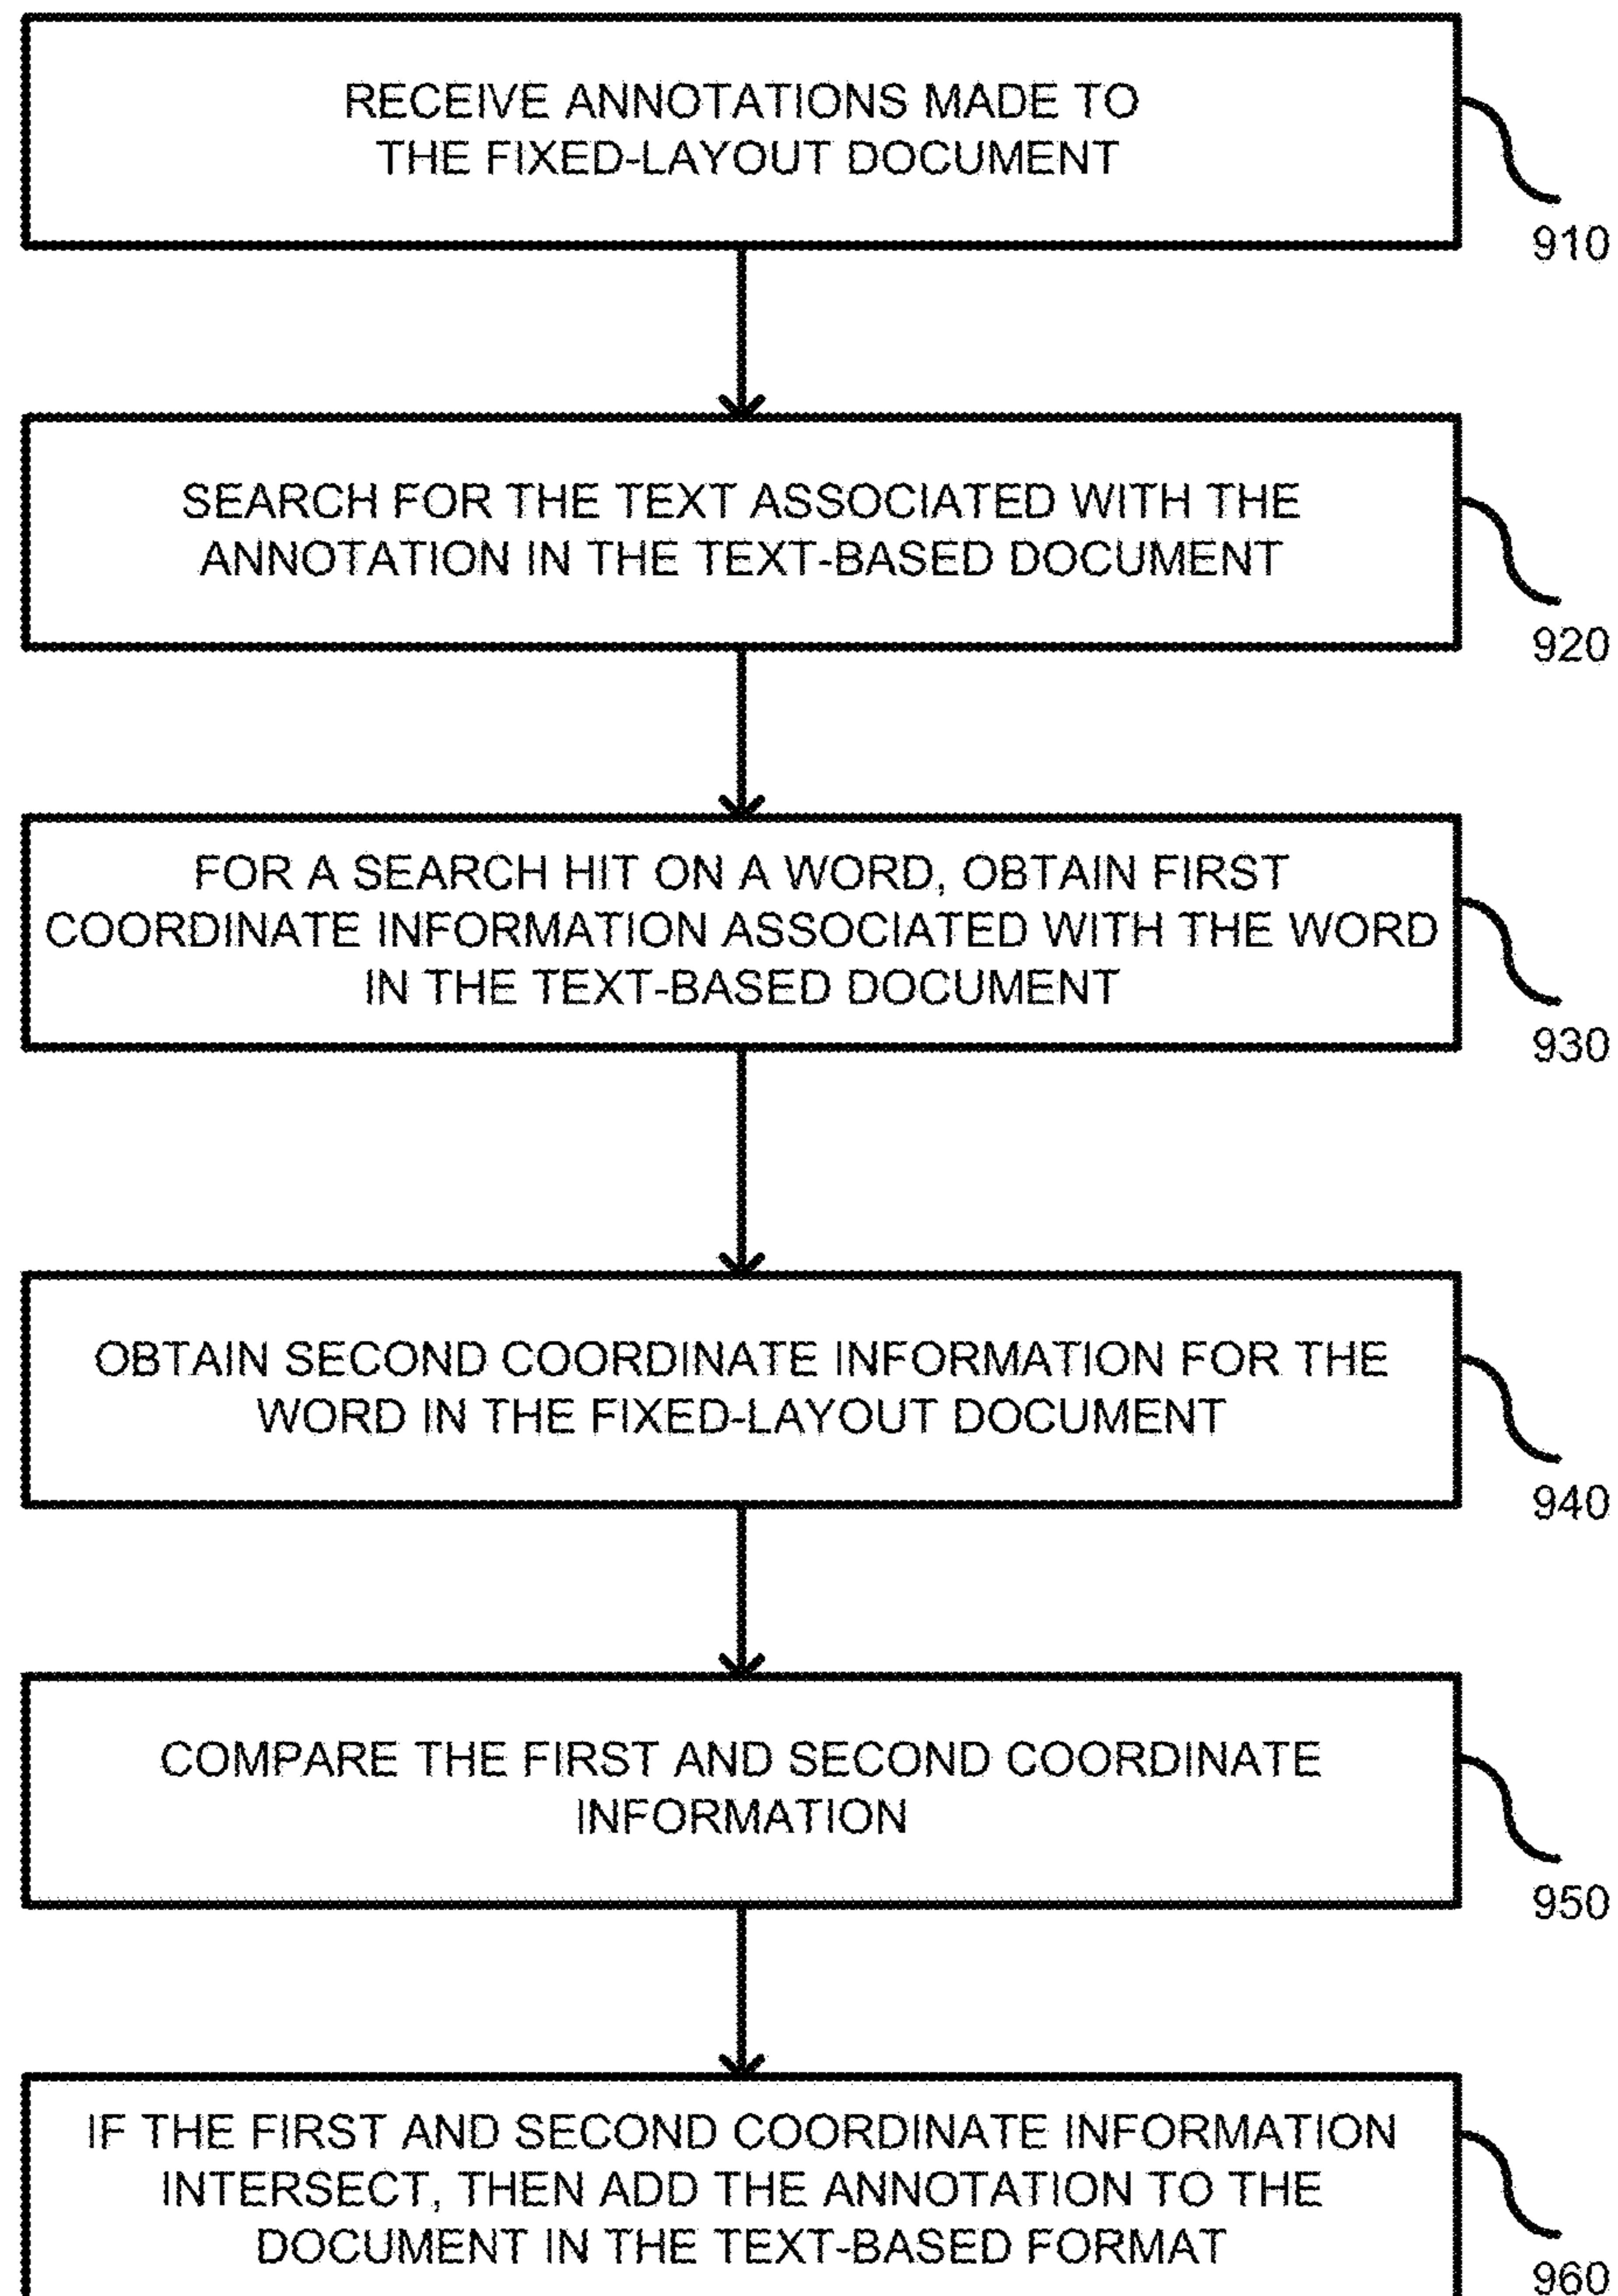 RECEIVE ANNOTATIONS MADE TO
THE FIXED-LAYOUT DOCUMENT
910
SEARCH FOR THE TEXT ASSOCIATED WITH THE
ANNOTATION IN THE TEXT-BASED DOCUMENT
920
FOR A SEARCH HIT ON A WORD, OBTAIN FIRST
COORDINATE INFORMATION ASSOCIATED WITH THE WORD
IN THE TEXT-BASED DOCUMENT
930
OBTAIN SECOND COORDINATE INFORMATION FOR THE
WORD IN THE FIXED-LAYOUT DOCUMENT
940
COMPARE THE FIRST AND SECOND COORDINATE
INFORMATION
950
IF THE FIRST AND SECOND COORDINATE INFORMATION
INTERSECT, THEN ADD THE ANNOTATION TO THE
DOCUMENT IN THE TEXT-BASED FORMAT
960